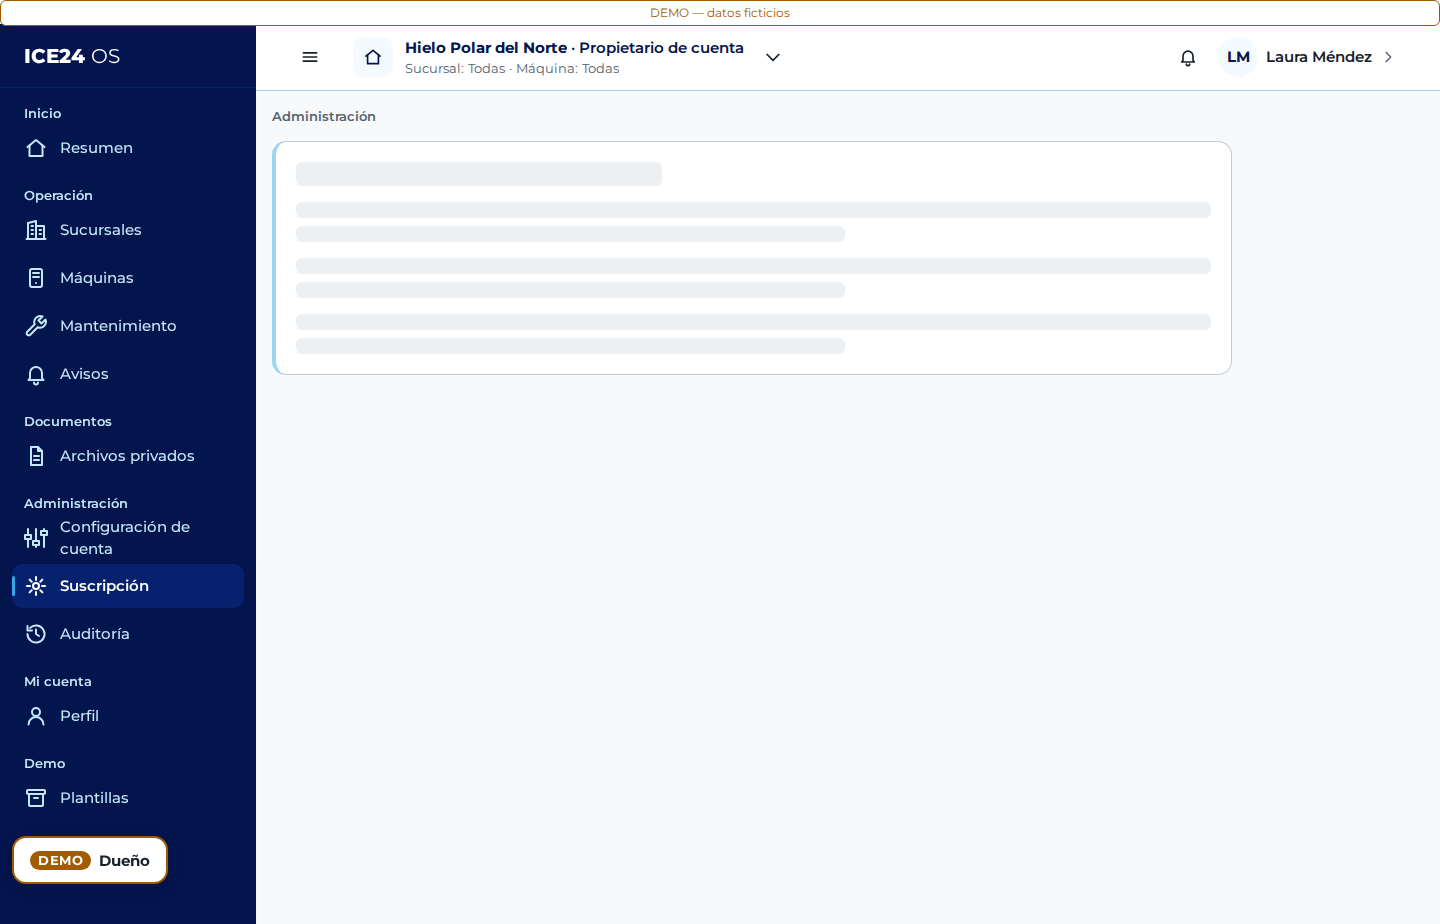 DEMO — datos ficticios
ICE24 OS
Hielo Polar del Norte · Propietario de cuenta
Sucursal: Todas · Máquina: Todas
LM
Laura Méndez
Inicio
Resumen
Operación
Sucursales
Máquinas
Mantenimiento
Avisos
Documentos
Archivos privados
Administración
Configuración de
cuenta
Suscripción
Auditoría
Mi cuenta
Perfil
Demo
Plantillas
DEMO Dueño
Administración